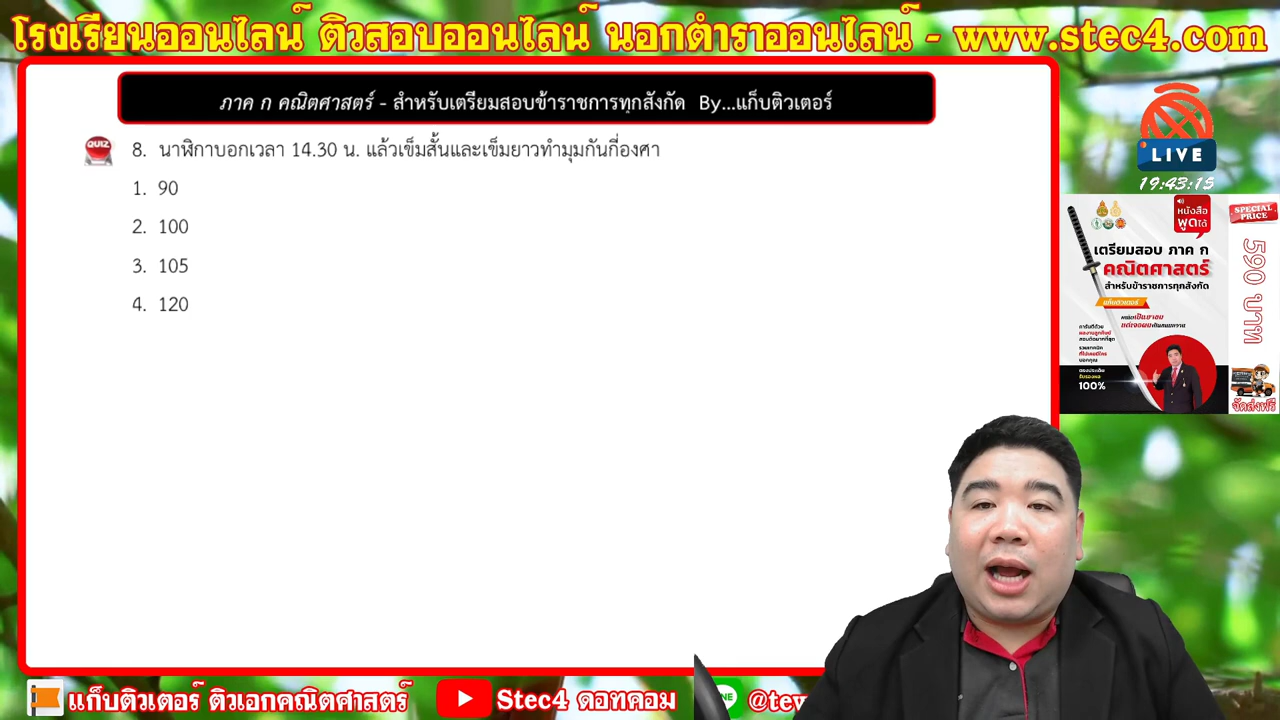 โรงเรียนออนไลน์ ติวสอบออนไลน์ นอกตำราออนไลน์ - www.stec4.com
ภาค ก คณิตศาสตร์ - สำหรับเตรียมสอบข้าราชการทุกสังกัด By...แก็บติวเตอร์
QUIZ
8. นาฬิกาบอกเวลา 14.30 น. แล้วเข็มสั้นและเข็มยาวทำมุมกันกี่องศา
1. 90
2. 100
3. 105
4. 120
LIVE
19:43:15
หนังสือ
พูดได้
SPECIAL
PRICE
เตรียมสอบ ภาค ก
คณิตศาสตร์
สำหรับข้าราชการทุกสังกัด
แก็บติวเตอร์
100%
590 บาท
จัดส่งฟรี
แก็บติวเตอร์ ติวเอกคณิตศาสตร์
Stec4 ดอทคอม